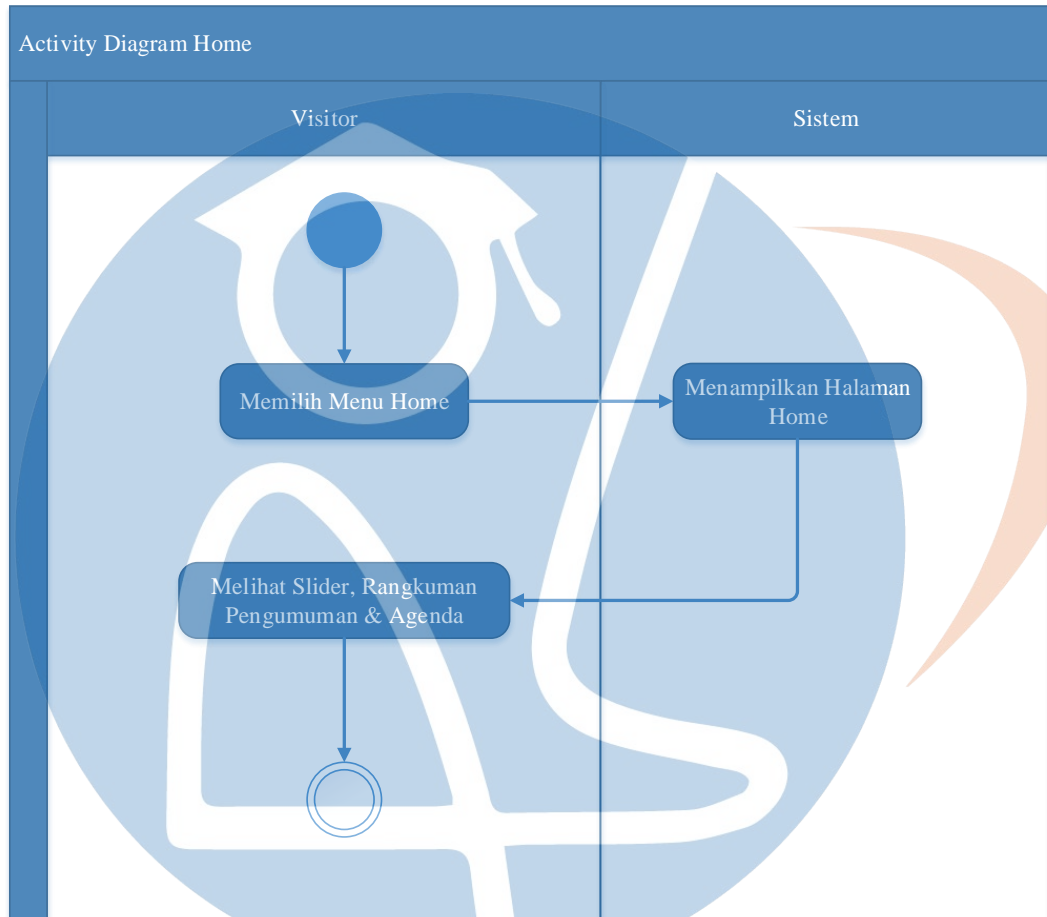 Activity Diagram Home
Visitor
Sistem
Memilih Menu Home
Menampilkan Halaman
Home
Melihat Slider, Rangkuman
Pengumuman & Agenda